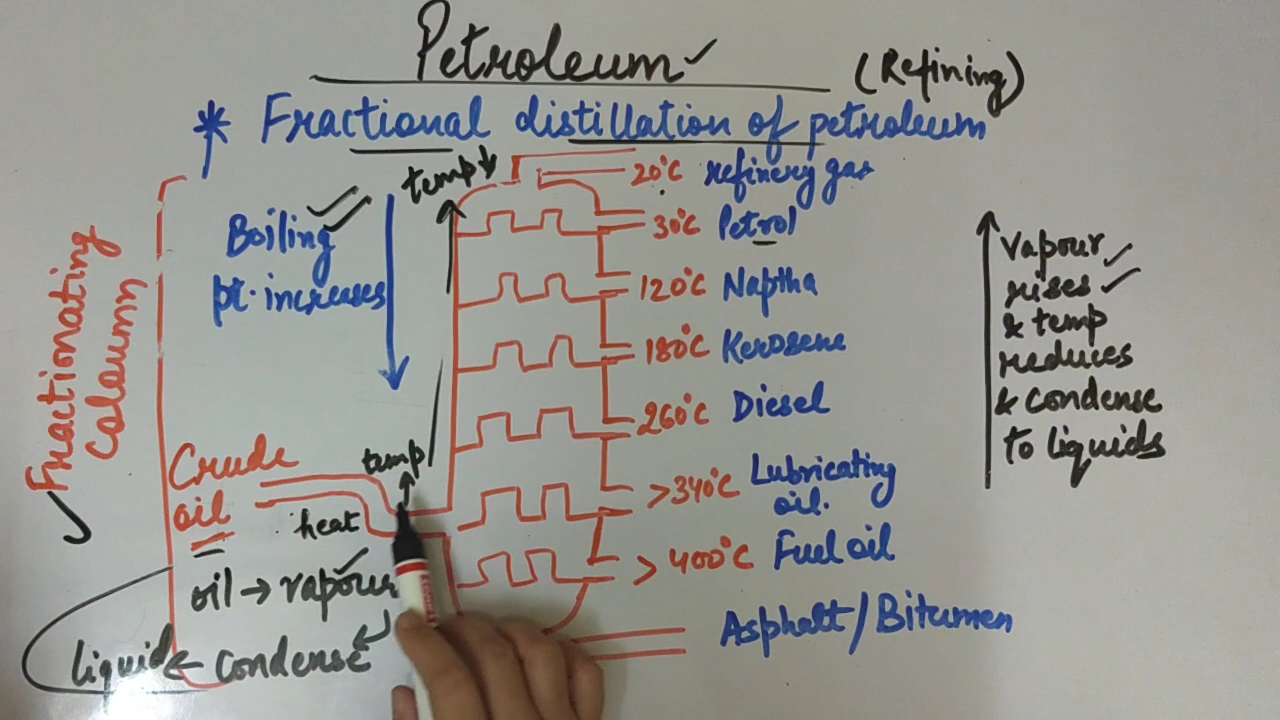 Petroleum
(Refining)
* Fractional distillation of petroleum
temp↓
20°C refinery gas
30°C Petrol
120°C Naptha
180°C Kerosene
260°C Diesel
>340°C Lubricating
oil.
> 400°C Fuel oil
Asphalt/Bitumen
Boiling
pt. increases
Fractionating
Coloumn
Crude
oil
temp
heat
oil → vapour
condense
liquid
Vapour
rises
& temp
reduces
& condense
to liquids